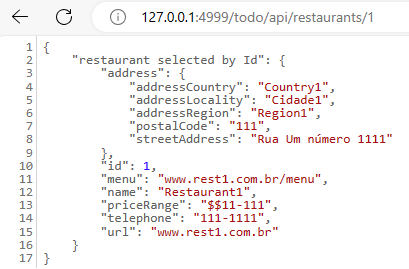 127.0.0.1:4999/todo/api/restaurants/1
1 {
2 "restaurant selected by Id": {
3 "address": {
4 "addressCountry": "Country1",
5 "addressLocality": "Cidade1",
6 "addressRegion": "Region1",
7 "postalCode": "111",
8 "streetAddress": "Rua Um número 1111"
9 },
10 "id": 1,
11 "menu": "www.rest1.com.br/menu",
12 "name": "Restaurant1",
13 "priceRange": "$$11-111",
14 "telephone": "111-1111",
15 "url": "www.rest1.com.br"
16 }
17 }